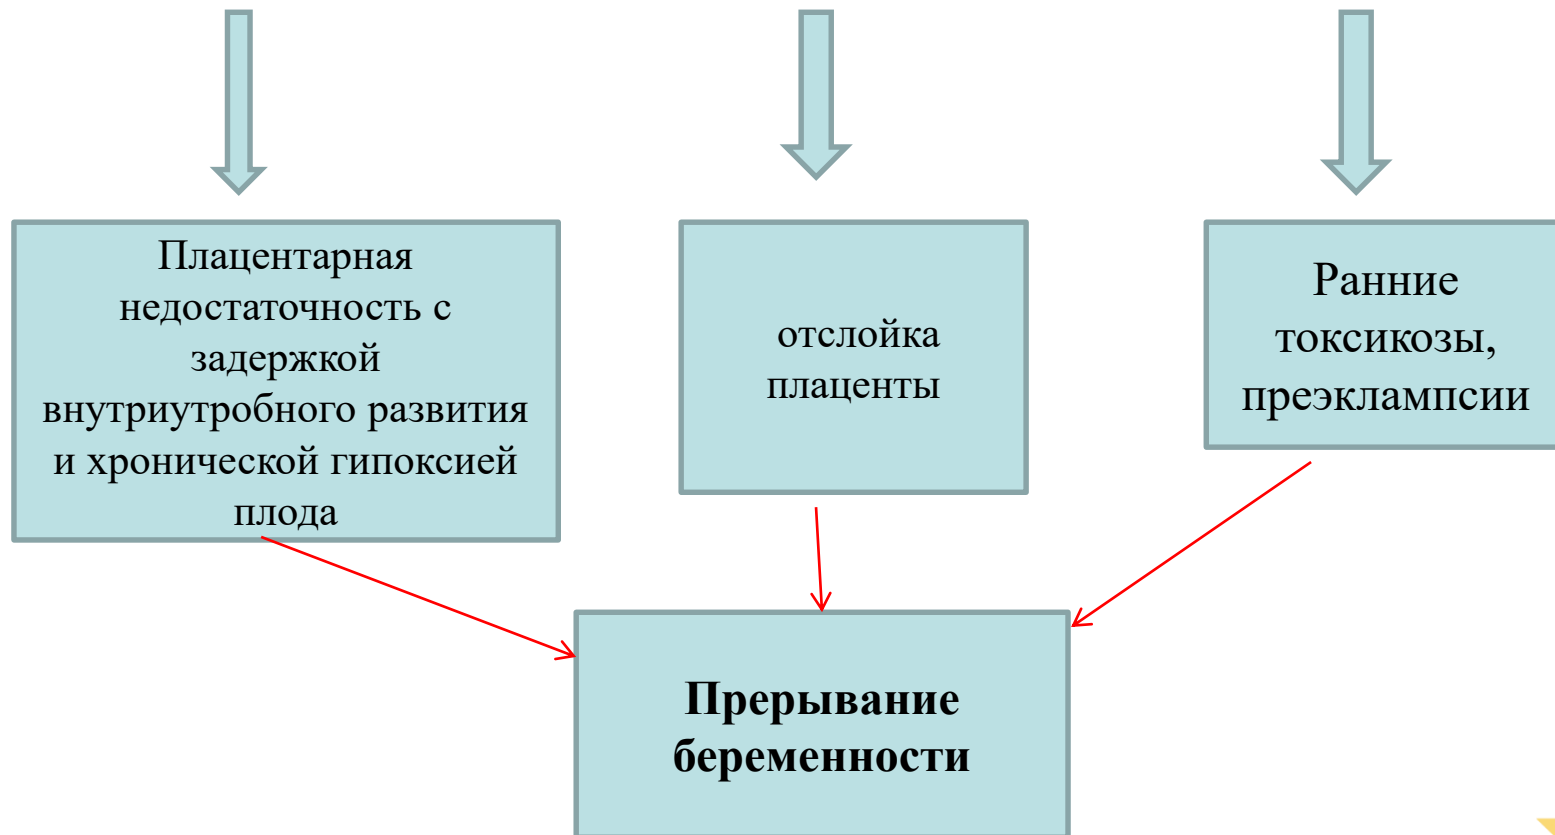 Плацентарная
недостаточность с
задержкой
внутриутробного развития
и хронической гипоксией
плода
отслойка
плаценты
Ранние
токсикозы,
преэклампсии
Прерывание
беременности